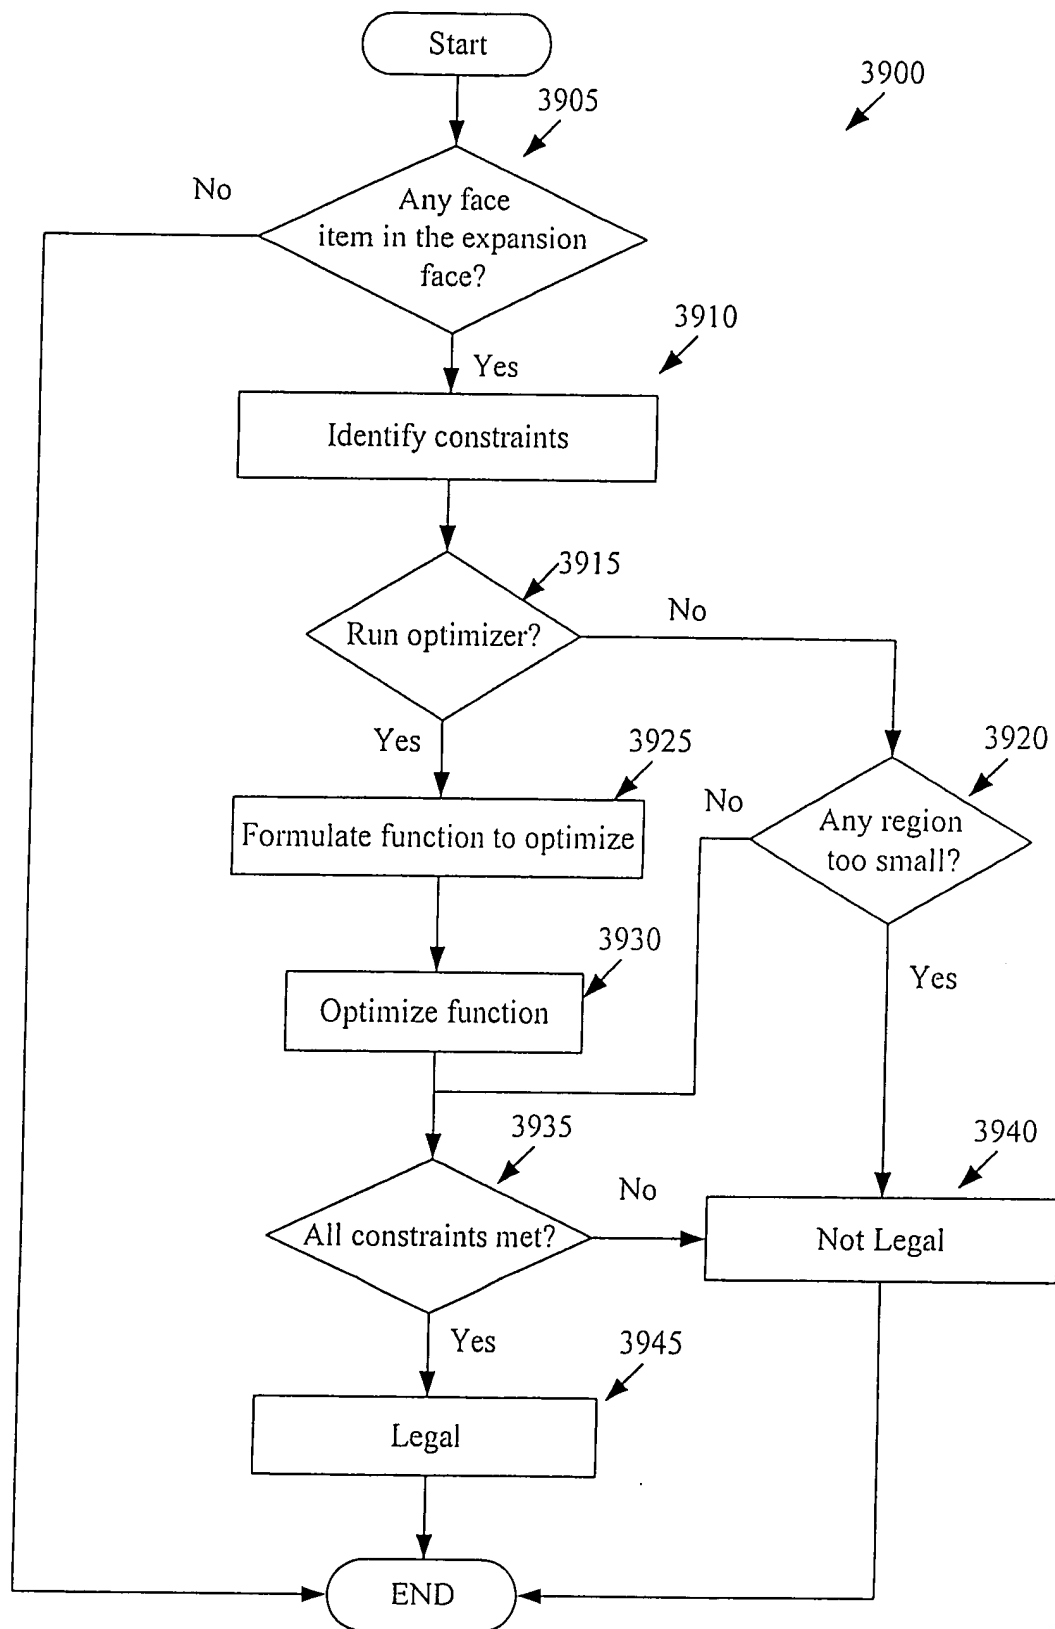 Start
3900
3905
No
Any face
item in the expansion
face?
3910
Yes
Identify constraints
3915
No
Run optimizer?
Yes
3925
3920
No
Any region
too small?
Formulate function to optimize
3930
Yes
Optimize function
3935
3940
No
All constraints met?
Not Legal
Yes
3945
Legal
END